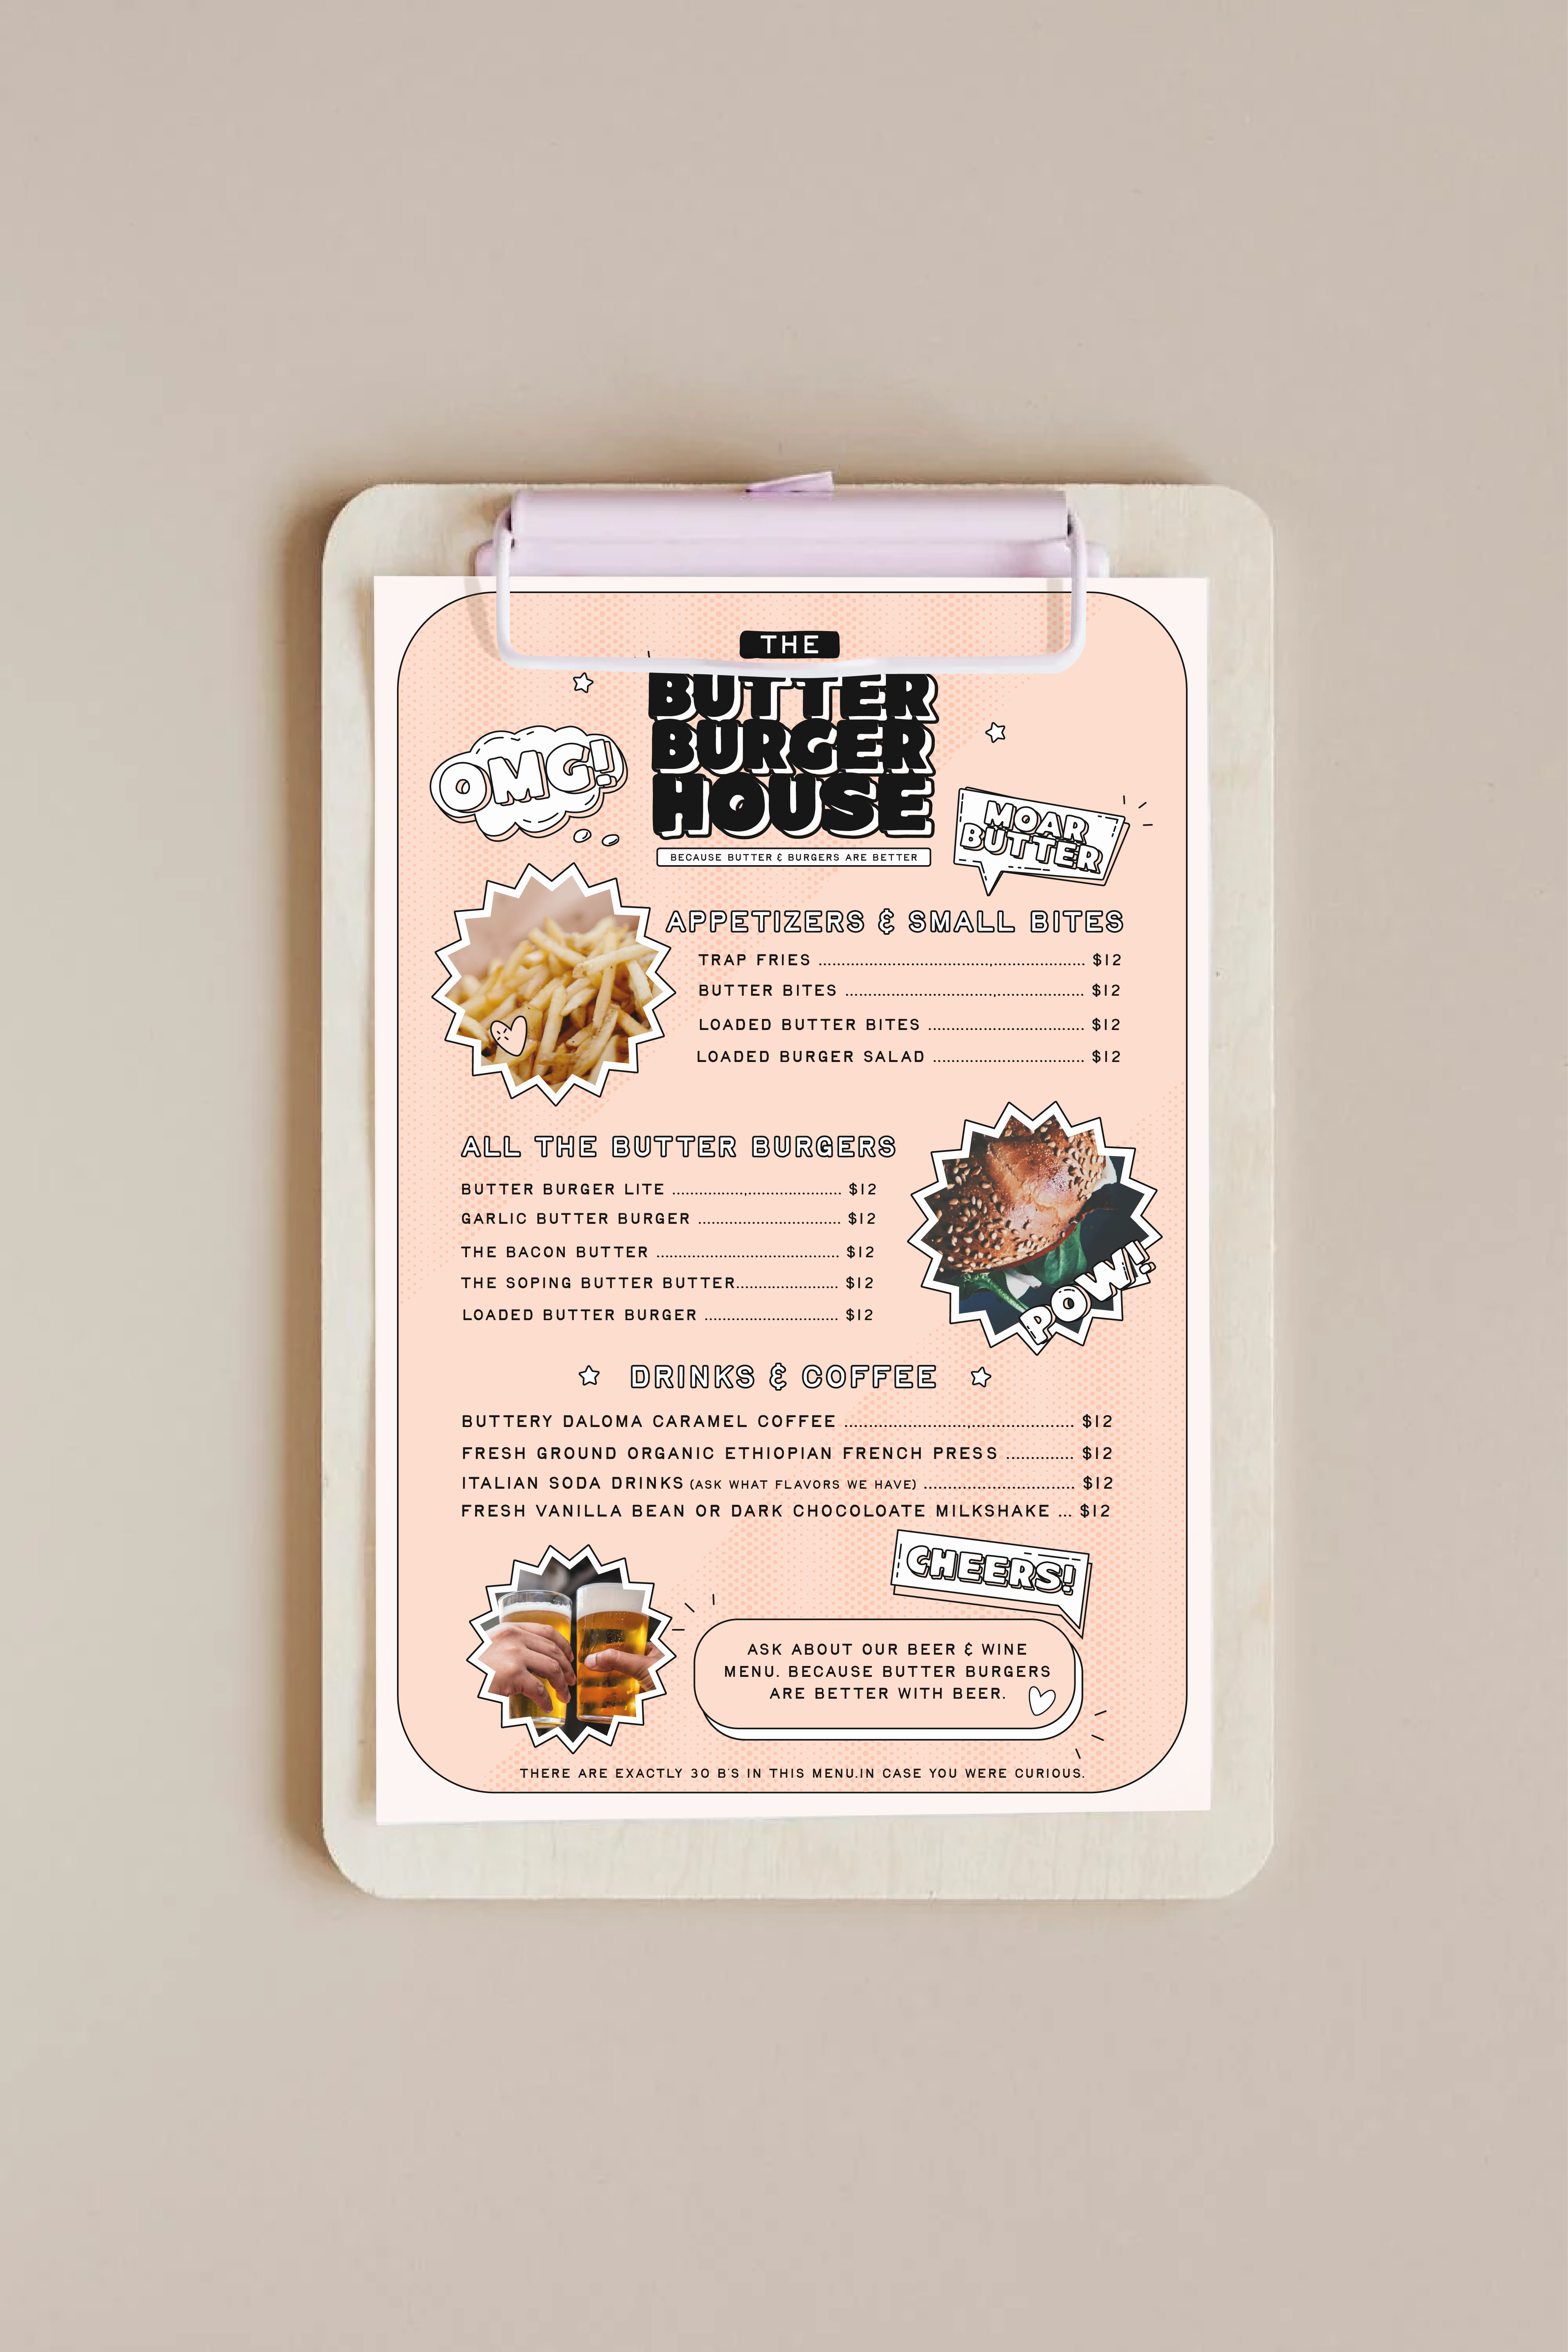 THE
BUTTER
BURGER
HOUSE
BECAUSE BUTTER & BURGERS ARE BETTER
OMG!
MOAR
BUTTER
APPETIZERS & SMALL BITES
TRAP FRIES ........ $12
BUTTER BITES ........ $12
LOADED BUTTER BITES ........ $12
LOADED BURGER SALAD ........ $12
ALL THE BUTTER BURGERS
BUTTER BURGER LITE ........ $12
GARLIC BUTTER BURGER ........ $12
THE BACON BUTTER ........ $12
THE SOPING BUTTER BUTTER........ $12
LOADED BUTTER BURGER ........ $12
POW!
DRINKS & COFFEE
BUTTERY DALOMA CARAMEL COFFEE ........ $12
FRESH GROUND ORGANIC ETHIOPIAN FRENCH PRESS ........ $12
ITALIAN SODA DRINKS (ASK WHAT FLAVORS WE HAVE) ........ $12
FRESH VANILLA BEAN OR DARK CHOCOLOATE MILKSHAKE ... $12
CHEERS!
ASK ABOUT OUR BEER & WINE
MENU. BECAUSE BUTTER BURGERS
ARE BETTER WITH BEER.
THERE ARE EXACTLY 30 B'S IN THIS MENU.IN CASE YOU WERE CURIOUS.